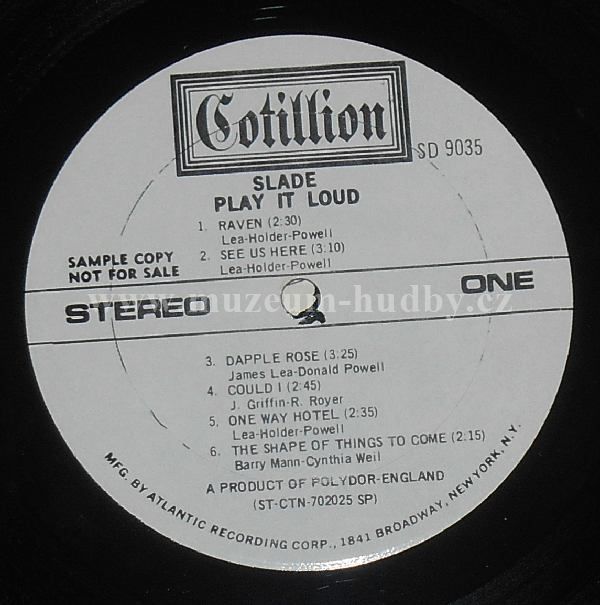 Cotillion
SD 9035
SLADE
PLAY IT LOUD
1. RAVEN (2:30)
Lea-Holder-Powell
2. SEE US HERE (3:10)
Lea-Holder-Powell
SAMPLE COPY
NOT FOR SALE
STEREO
ONE
www.muzeum-hudby.cz
3. DAPPLE ROSE (3:25)
James Lea-Donald Powell
4. COULD I (2:45)
J. Griffin-R. Royer
5. ONE WAY HOTEL (2:35)
Lea-Holder-Powell
6. THE SHAPE OF THINGS TO COME (2:15)
Barry Mann-Cynthia Weil
A PRODUCT OF POLYDOR-ENGLAND
(ST-CTN-702025 SP)
MFG. BY ATLANTIC RECORDING CORP., 1841 BROADWAY, NEW YORK, N.Y.